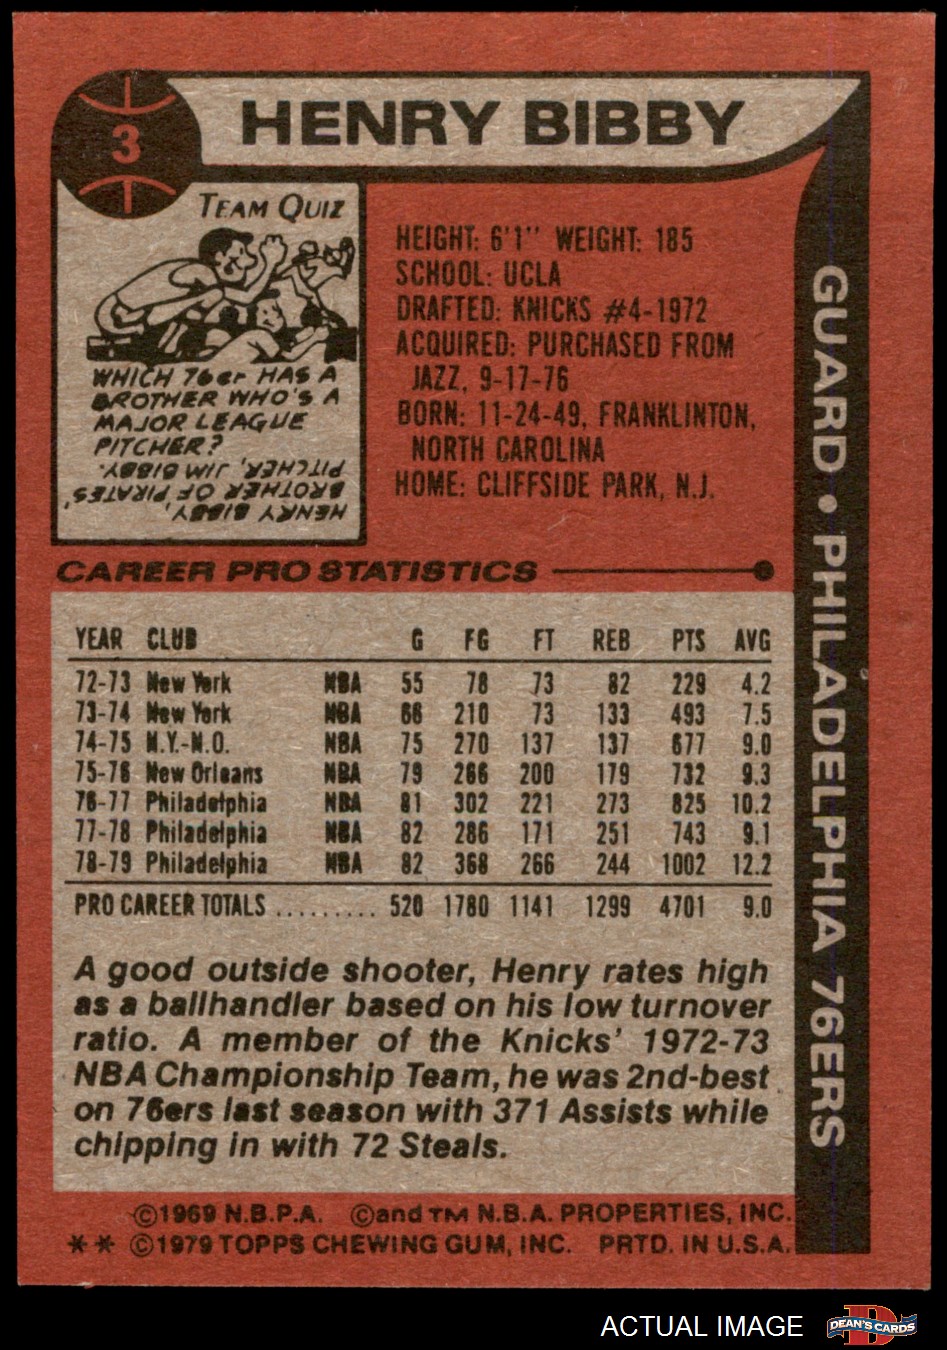 3
HENRY BIBBY
TEAM QUIZ
WHICH 76er HAS A
BROTHER WHO'S A
MAJOR LEAGUE
PITCHER?
HENRY BIBBY,
BROTHER OF PIRATES'
PITCHER, JIM BIBBY.
HEIGHT: 6'1" WEIGHT: 185
SCHOOL: UCLA
DRAFTED: KNICKS #4-1972
ACQUIRED: PURCHASED FROM
JAZZ, 9-17-76
BORN: 11-24-49, FRANKLINTON,
NORTH CAROLINA
HOME: CLIFFSIDE PARK, N.J.
GUARD • PHILADELPHIA 76ERS
CAREER PRO STATISTICS
YEAR CLUB G FG FT REB PTS AVG
72-73 New York NBA 55 78 73 82 229 4.2
73-74 New York NBA 66 210 73 133 493 7.5
74-75 N.Y.-N.O. NBA 75 270 137 137 677 9.0
75-76 New Orleans NBA 79 266 200 179 732 9.3
76-77 Philadelphia NBA 81 302 221 273 825 10.2
77-78 Philadelphia NBA 82 286 171 251 743 9.1
78-79 Philadelphia NBA 82 368 266 244 1002 12.2
PRO CAREER TOTALS ......... 520 1780 1141 1299 4701 9.0
A good outside shooter, Henry rates high
as a ballhandler based on his low turnover
ratio. A member of the Knicks' 1972-73
NBA Championship Team, he was 2nd-best
on 76ers last season with 371 Assists while
chipping in with 72 Steals.
©1969 N.B.P.A. ©and TM N.B.A. PROPERTIES, INC.
** ©1979 TOPPS CHEWING GUM, INC. PRTD. IN U.S.A.
ACTUAL IMAGE
D
DEAN'S CARDS